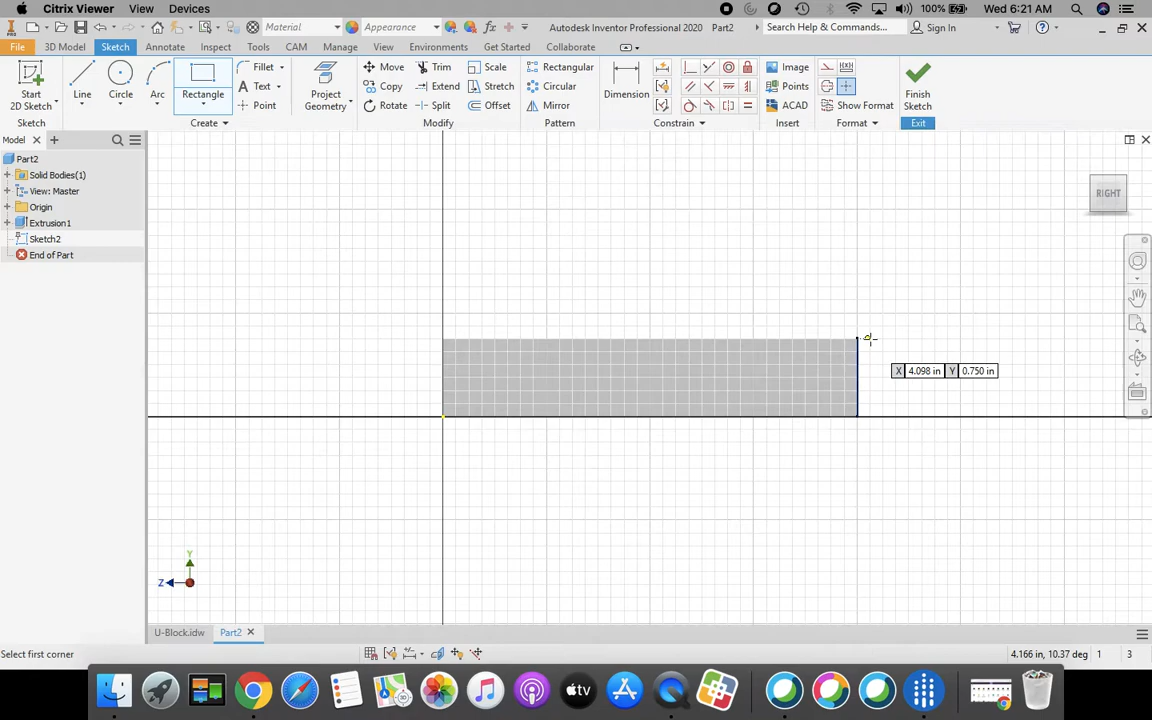 Citrix Viewer View Devices 100% Wed 6:21 AM
Material Appearance Autodesk Inventor Professional 2020 Part2 Search Help & Commands... Sign In
File 3D Model Sketch Annotate Inspect Tools CAM Manage View Environments Get Started Collaborate
Start
2D Sketch
Line
Circle
Arc
Rectangle
Fillet
Text
Point
Project
Geometry
Move
Copy
Rotate
Trim
Extend
Split
Scale
Stretch
Offset
Rectangular
Circular
Mirror
Dimension
Image
Points
ACAD
Show Format
Finish
Sketch
Sketch Create Modify Pattern Constrain Insert Format Exit
Model
Part2
Solid Bodies(1)
View: Master
Origin
Extrusion1
Sketch2
End of Part
RIGHT
X 4.098 in Y 0.750 in
Y
Z
U-Block.idw Part2
Select first corner 4.166 in, 10.37 deg 1 3
tv